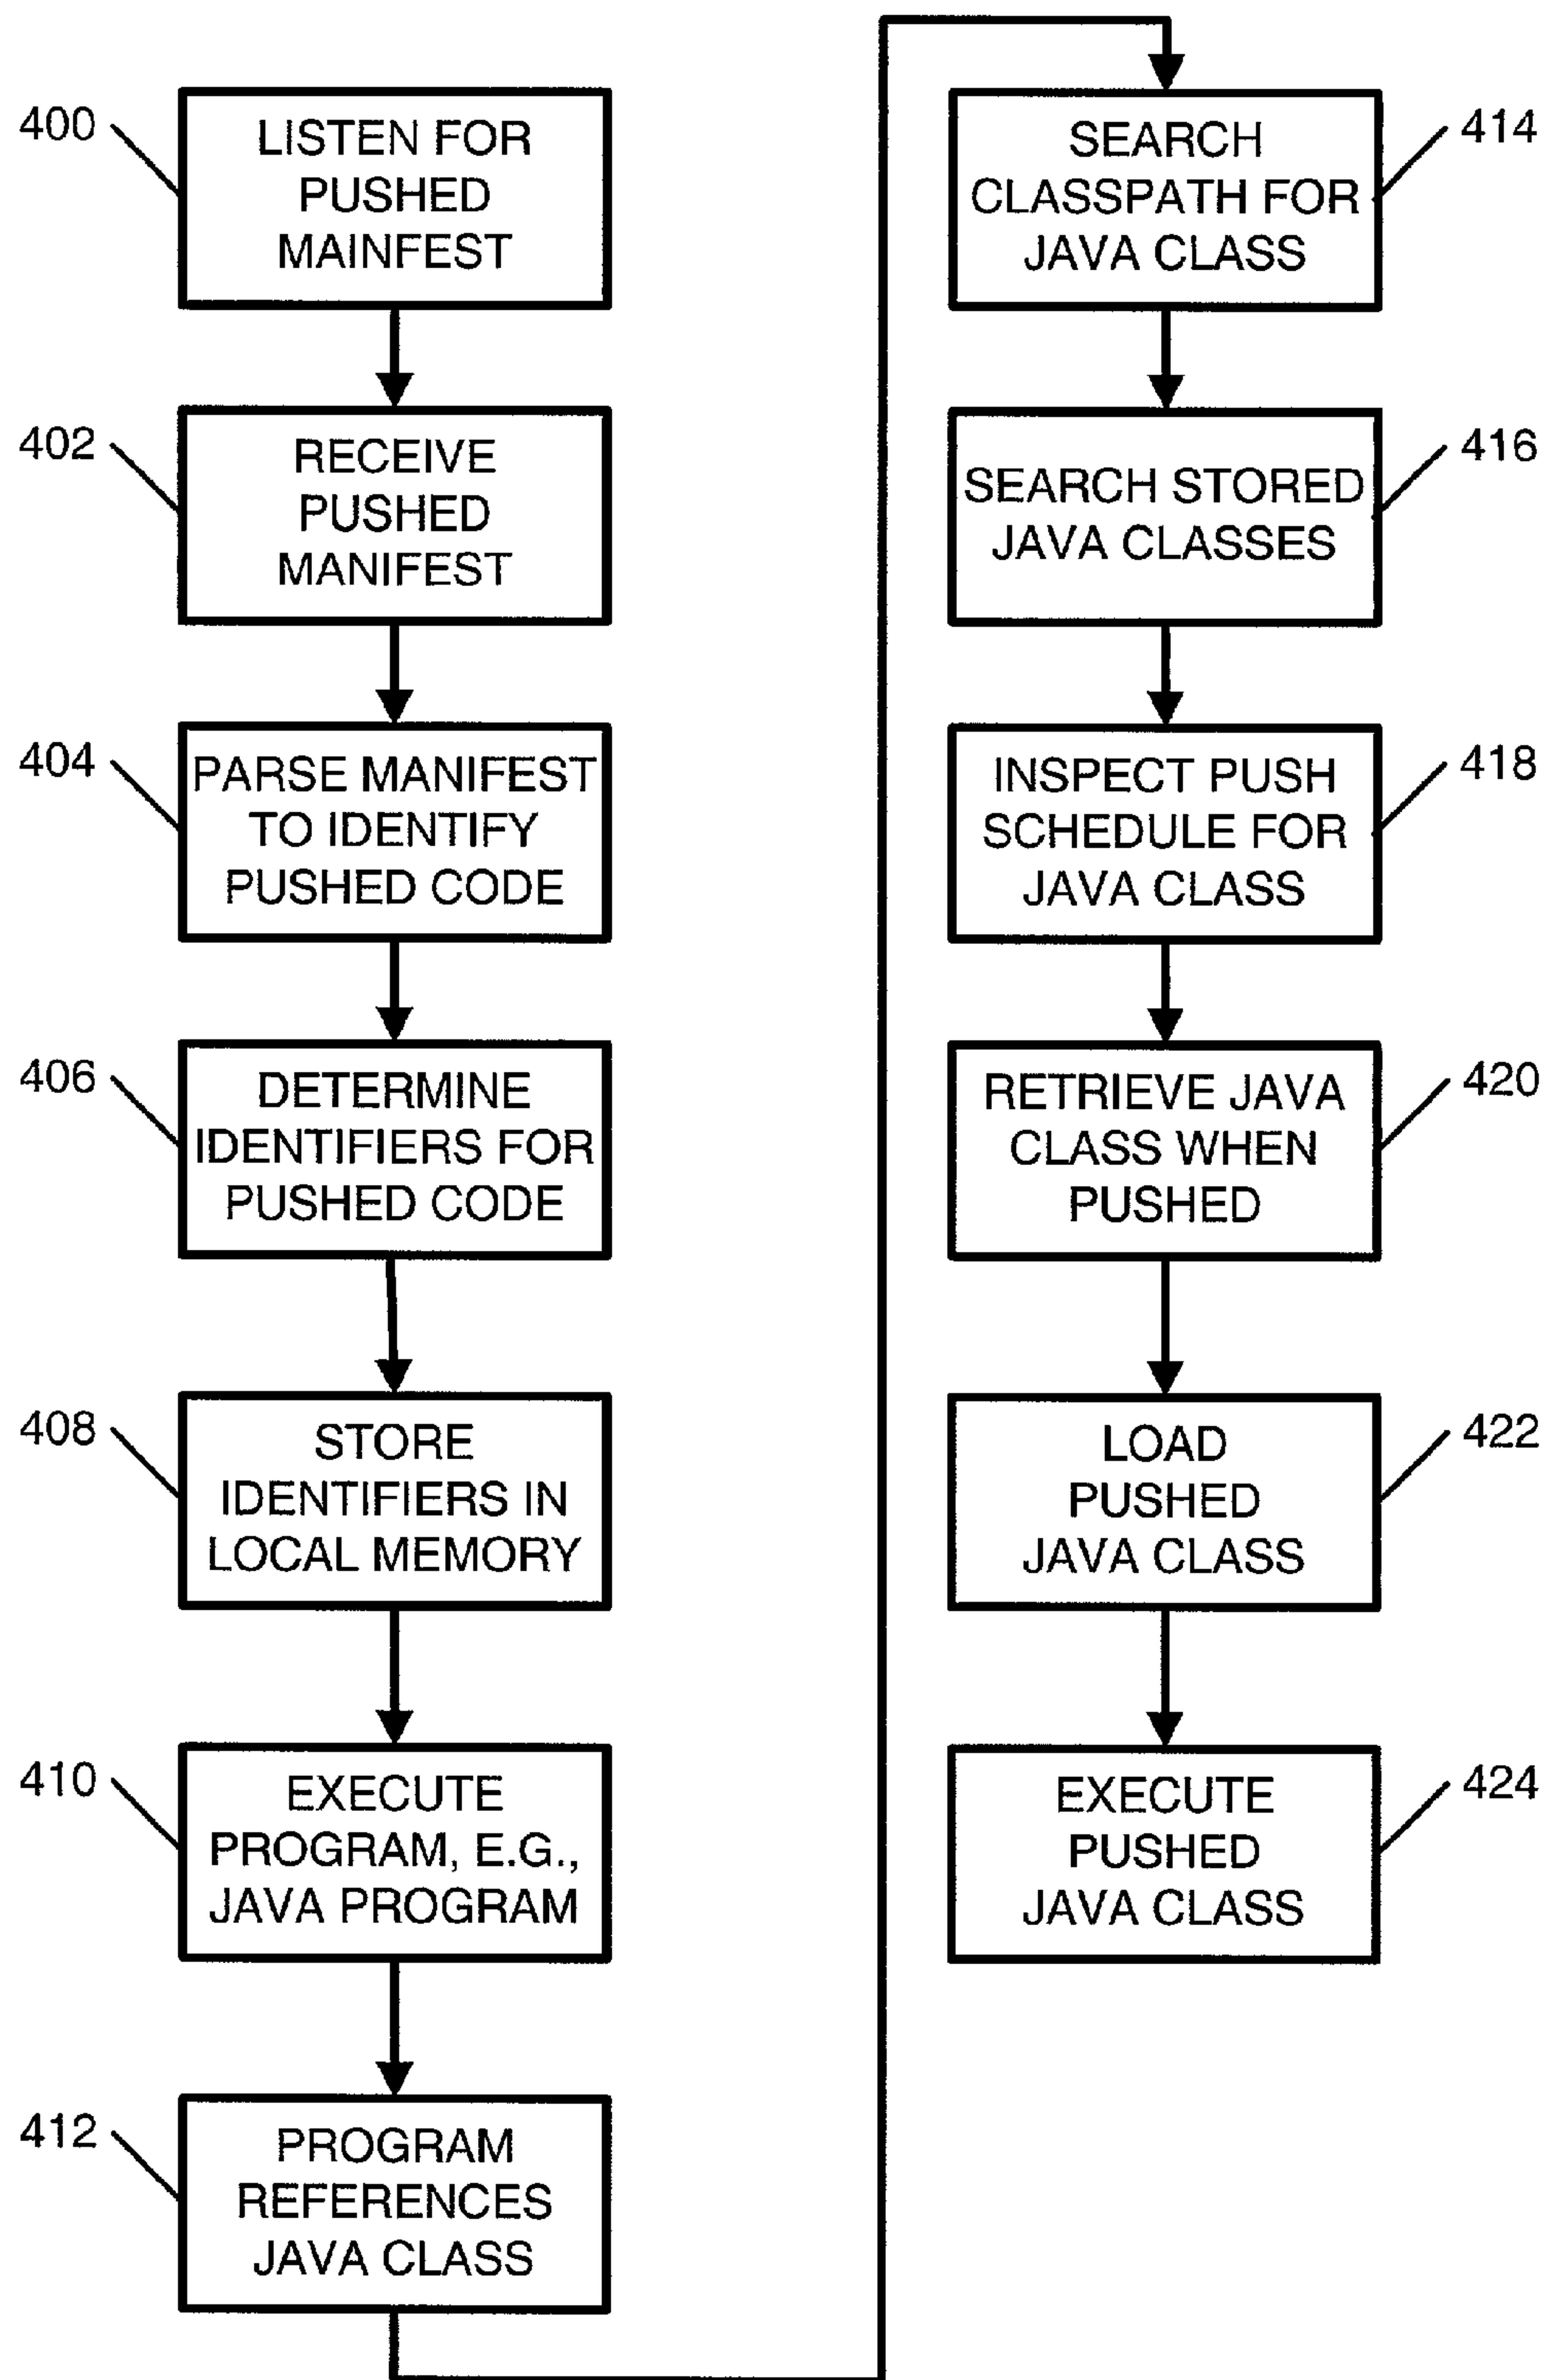 400
LISTEN FOR
PUSHED
MAINFEST
402
RECEIVE
PUSHED
MANIFEST
404
PARSE MANIFEST
TO IDENTIFY
PUSHED CODE
406
DETERMINE
IDENTIFIERS FOR
PUSHED CODE
408
STORE
IDENTIFIERS IN
LOCAL MEMORY
410
EXECUTE
PROGRAM, E.G.,
JAVA PROGRAM
412
PROGRAM
REFERENCES
JAVA CLASS
SEARCH
CLASSPATH FOR
JAVA CLASS
414
SEARCH STORED
JAVA CLASSES
416
INSPECT PUSH
SCHEDULE FOR
JAVA CLASS
418
RETRIEVE JAVA
CLASS WHEN
PUSHED
420
LOAD
PUSHED
JAVA CLASS
422
EXECUTE
PUSHED
JAVA CLASS
424